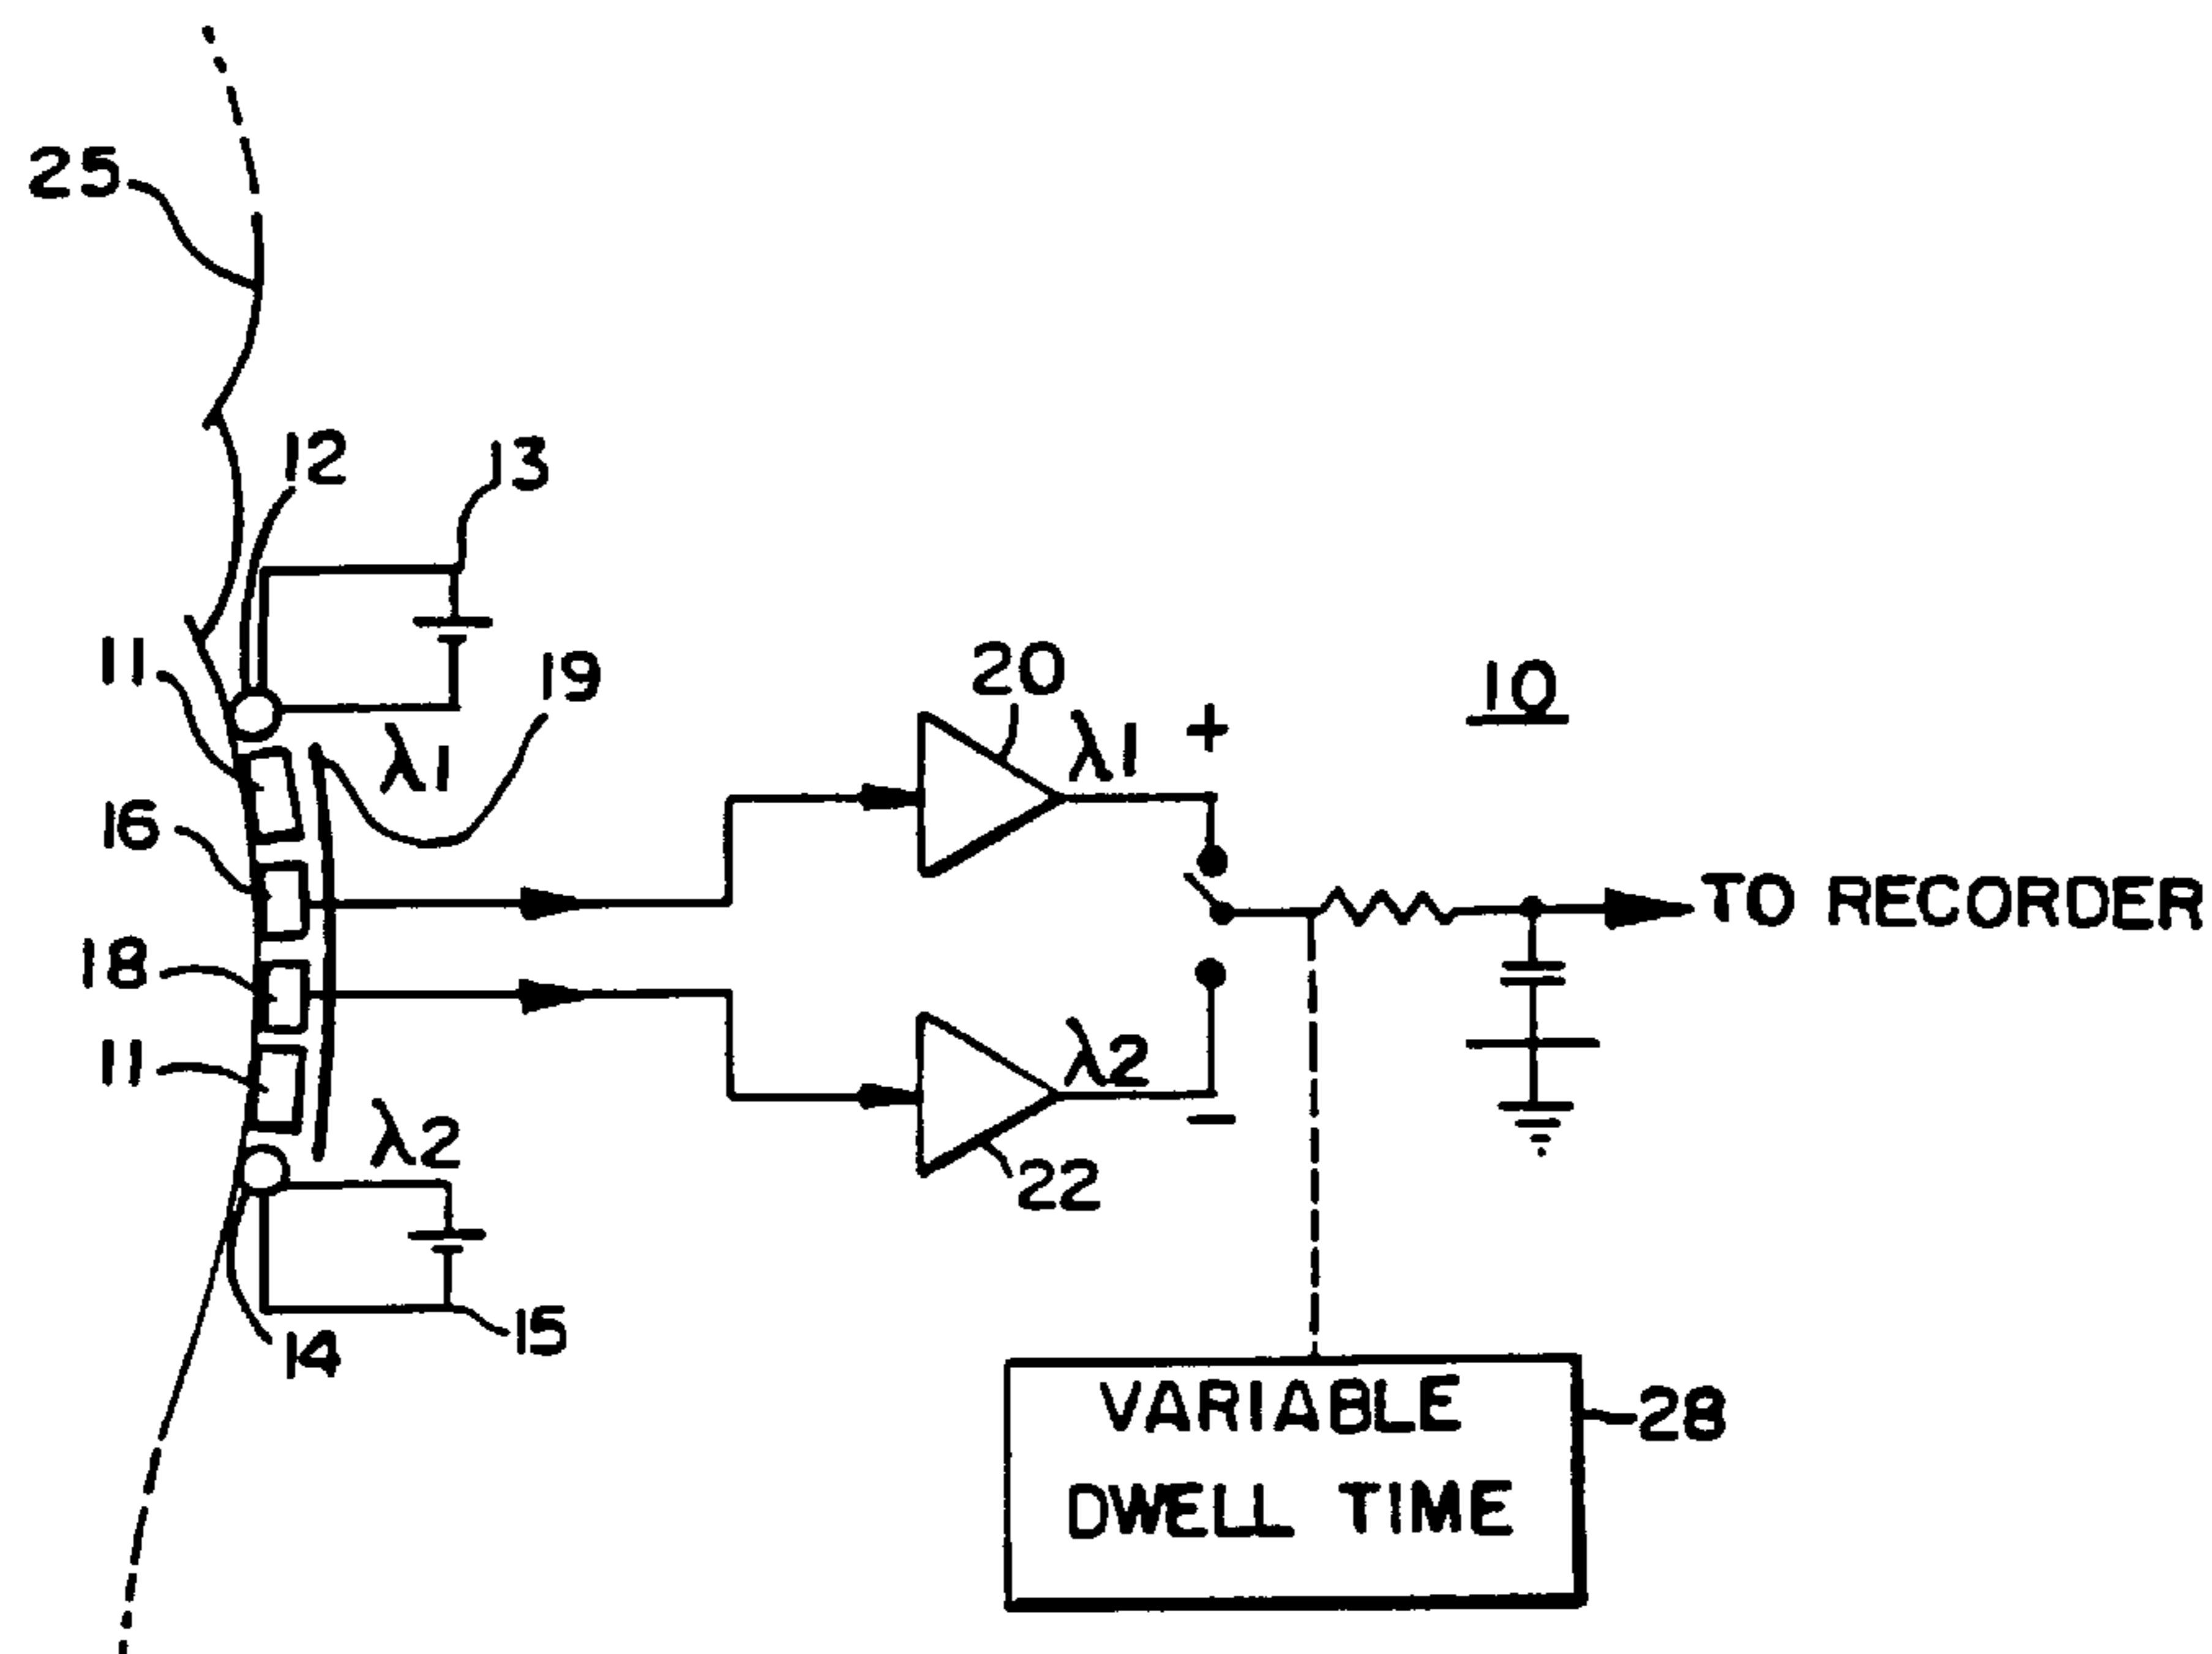 25
12
13
11
19
λ1
16
18
11
λ2
14
15
20
λ1
+
10
TO RECORDER
λ2
−
22
VARIABLE
DWELL TIME
28